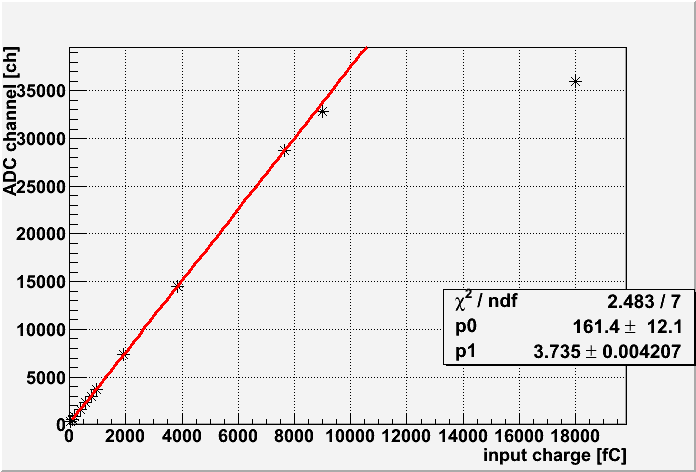 ADC channel [ch]
35000
30000
25000
20000
15000
10000
5000
0
0 2000 4000 6000 8000 10000 12000 14000 16000 18000
input charge [fC]
χ² / ndf 2.483 / 7
p0 161.4 ± 12.1
p1 3.735 ± 0.004207